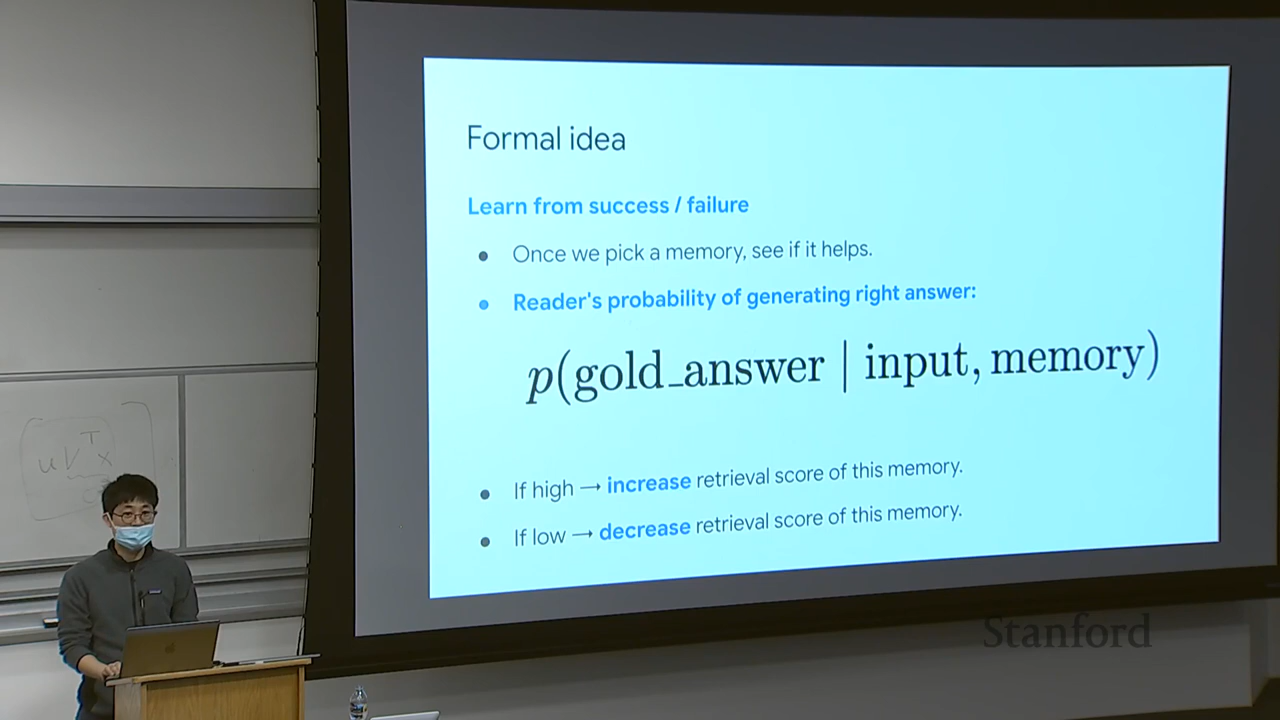 Formal idea
Learn from success / failure
• Once we pick a memory, see if it helps.
• Reader's probability of generating right answer:
p(gold_answer | input, memory)
• If high → increase retrieval score of this memory.
• If low → decrease retrieval score of this memory.
u V^T x
Stanford